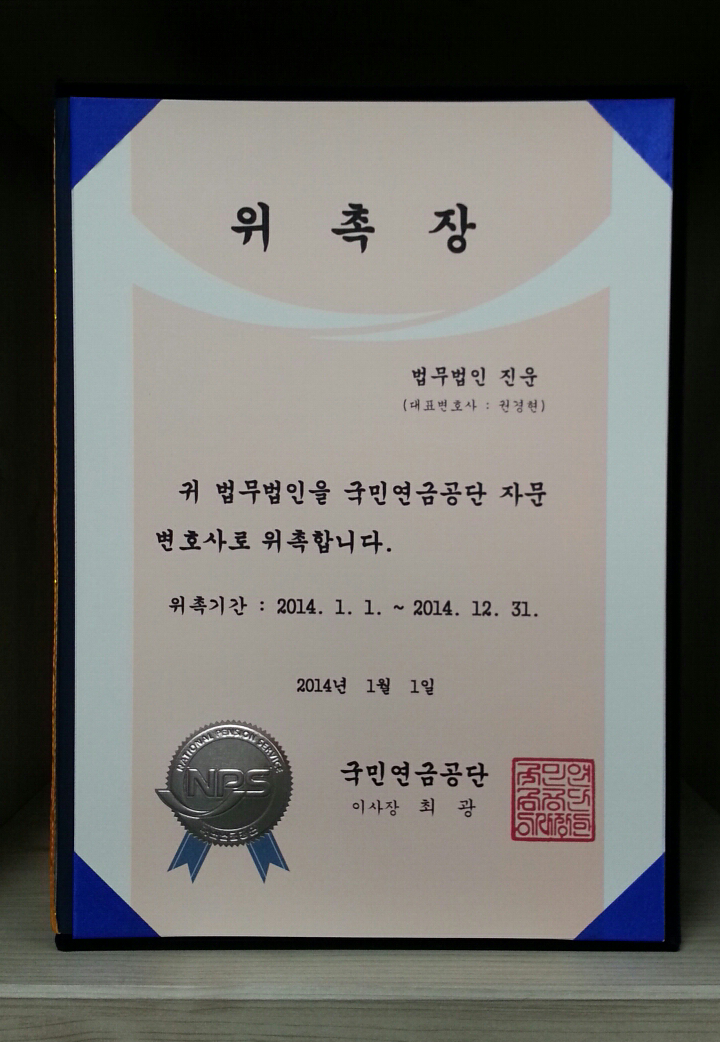 위 촉 장
법무법인 진운
(대표변호사 : 권경현)
귀 법무법인을 국민연금공단 자문
변호사로 위촉합니다.
위촉기간 : 2014. 1. 1. ~ 2014. 12. 31.
2014년 1월 1일
NATIONAL PENSION SERVICE
NPS
국민연금공단
이사장 최 광